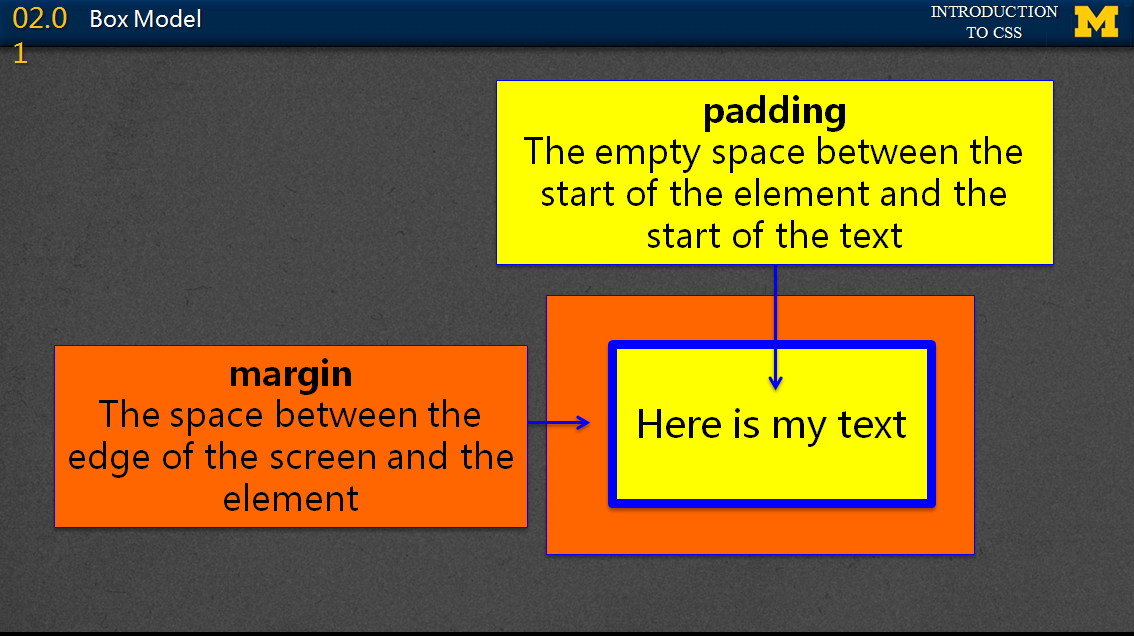 02.0
1
Box Model
INTRODUCTION
TO CSS
M
padding
The empty space between the
start of the element and the
start of the text
margin
The space between the
edge of the screen and the
element
Here is my text